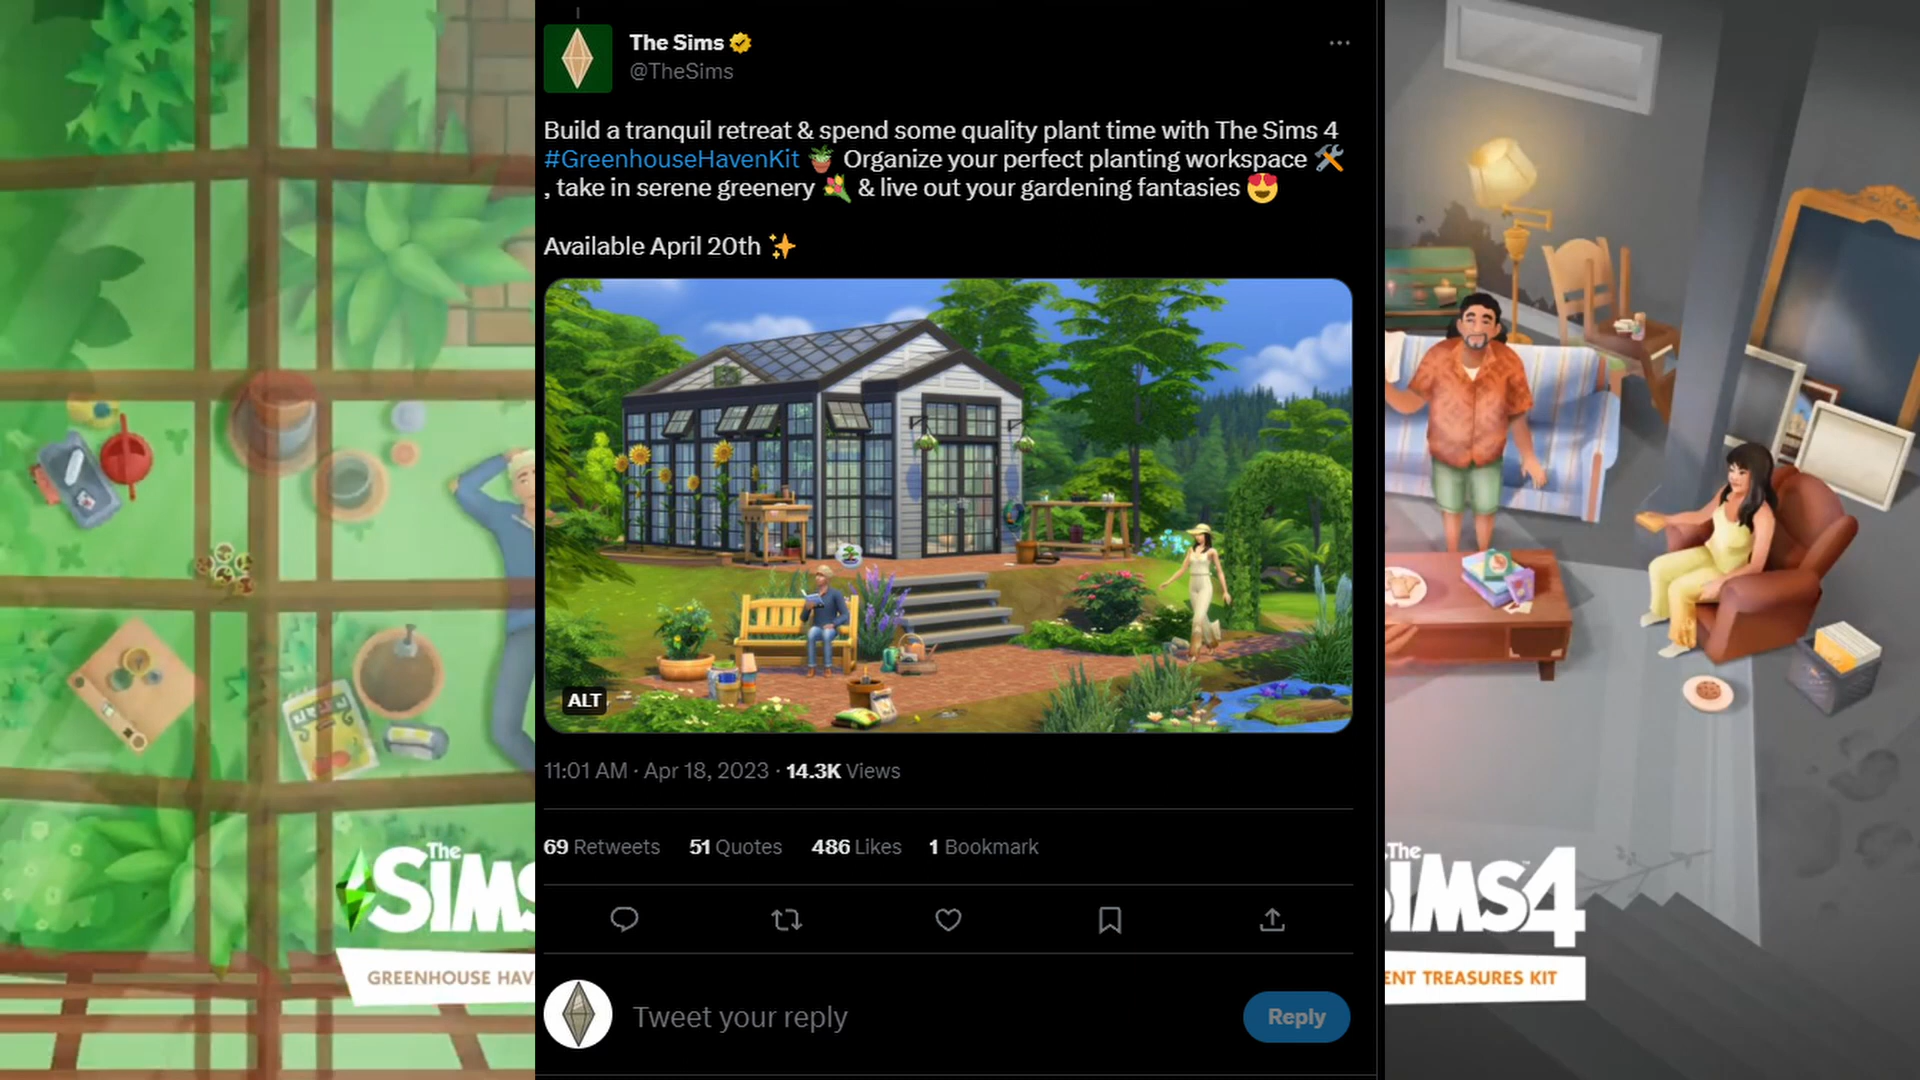 The Sims
@TheSims
Build a tranquil retreat & spend some quality plant time with The Sims 4
#GreenhouseHavenKit 🪴 Organize your perfect planting workspace 🛠️
, take in serene greenery 💐 & live out your gardening fantasies 😍
Available April 20th ✨
ALT
11:01 AM · Apr 18, 2023 · 14.3K Views
69 Retweets 51 Quotes 486 Likes 1 Bookmark
Tweet your reply
Reply
The
SIMS
GREENHOUSE HAV
The
SIMS4
ENT TREASURES KIT